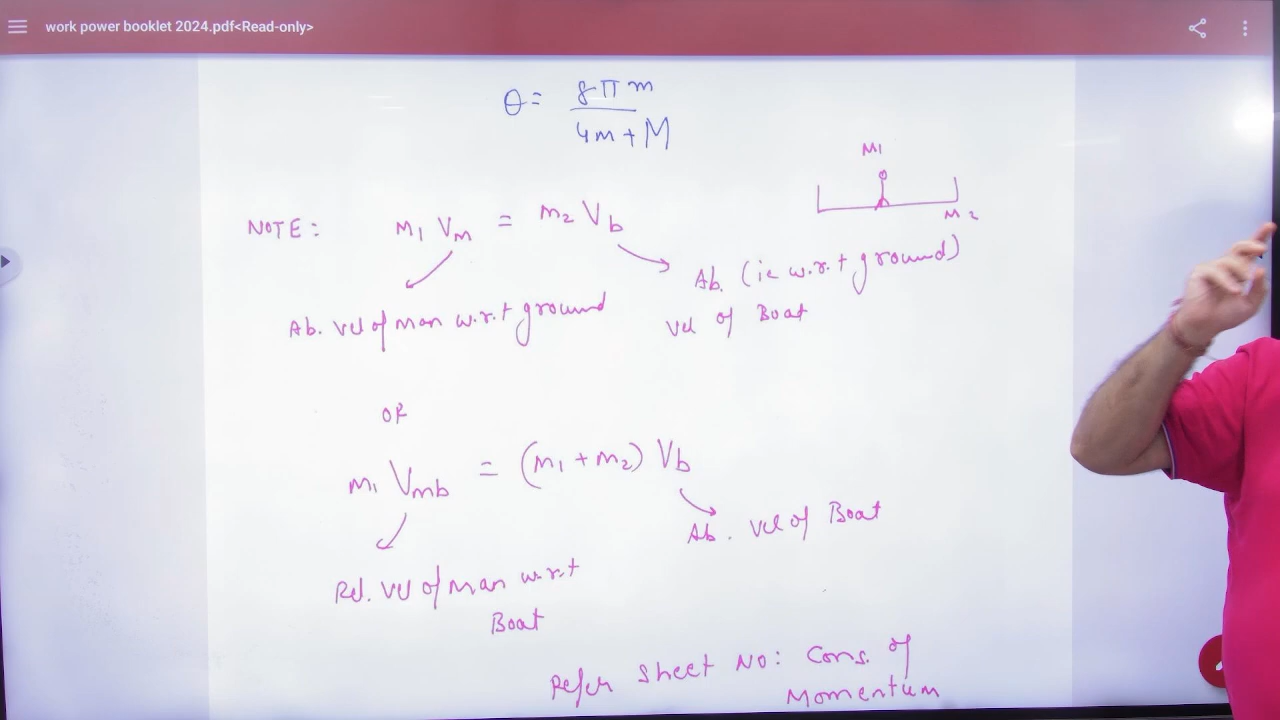 work power booklet 2024.pdf<Read-only>
θ = 8πm / 4m + M
M1
M2
NOTE: m1 Vm = m2 Vb
Ab. (ie w.r.t ground)
vel of Boat
Ab. vel of man w.r.t ground
OR
m1 Vmb = (m1 + m2) Vb
Ab. vel of Boat
Rel. vel of man w.r.t
Boat
Refer Sheet NO: Cons. of
Momentum